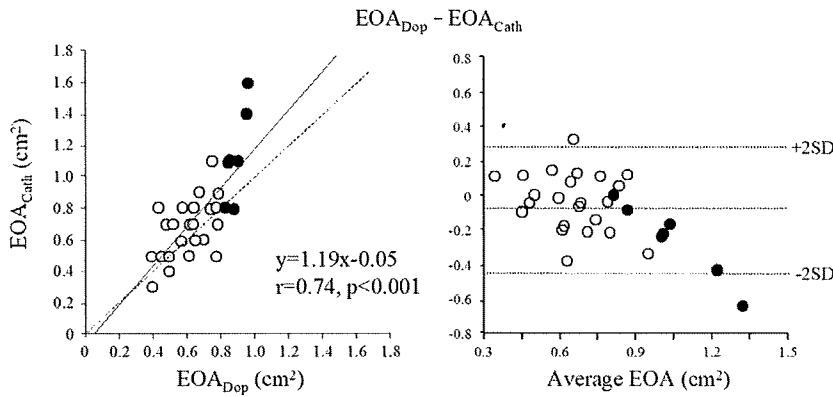 EOA_Dop - EOA_Cath
EOA_Cath (cm²)
1.8
1.6
1.4
1.2
1.0
0.8
0.6
0.4
0.2
0
0 0.2 0.4 0.6 0.8 1.0 1.2 1.4 1.6 1.8
EOA_Dop (cm²)
y=1.19x-0.05
r=0.74, p<0.001
0.8
0.6
0.4
0.2
0
-0.2
-0.4
-0.6
-0.8
0.3 0.6 0.9 1.2 1.5
Average EOA (cm²)
+2SD
-2SD